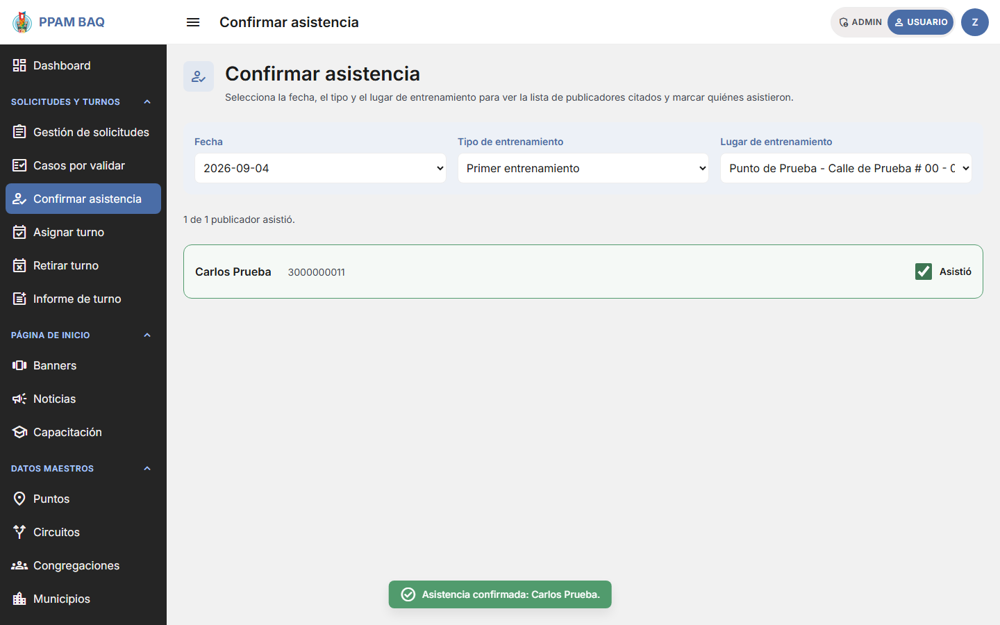 PPAM BAQ
Confirmar asistencia
ADMIN
USUARIO
Z
Dashboard
SOLICITUDES Y TURNOS
Gestión de solicitudes
Casos por validar
Confirmar asistencia
Asignar turno
Retirar turno
Informe de turno
PÁGINA DE INICIO
Banners
Noticias
Capacitación
DATOS MAESTROS
Puntos
Circuitos
Congregaciones
Municipios
Confirmar asistencia
Selecciona la fecha, el tipo y el lugar de entrenamiento para ver la lista de publicadores citados y marcar quiénes asistieron.
Fecha
2026-09-04
Tipo de entrenamiento
Primer entrenamiento
Lugar de entrenamiento
Punto de Prueba - Calle de Prueba # 00 -
1 de 1 publicador asistió.
Carlos Prueba
3000000011
Asistió
Asistencia confirmada: Carlos Prueba.